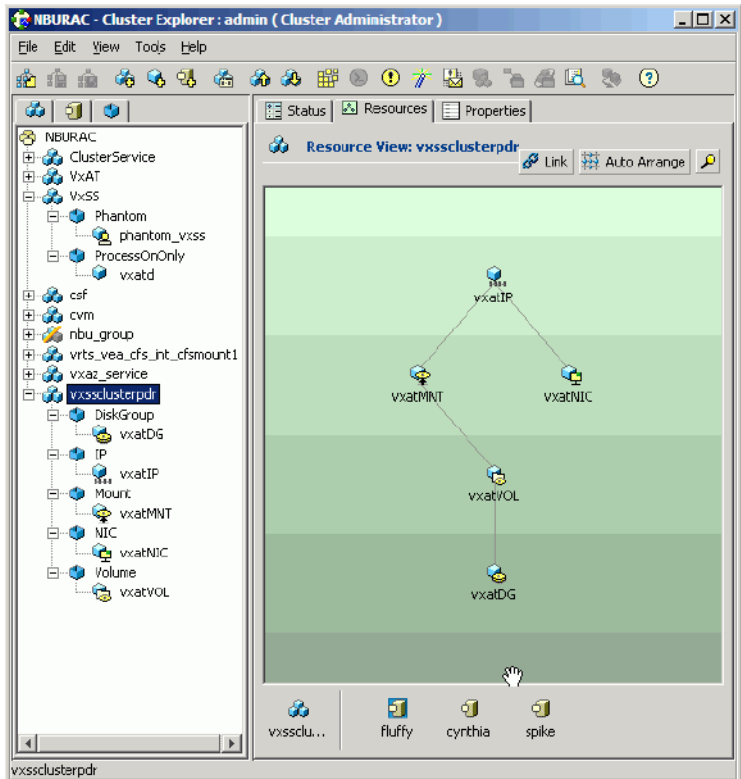 NBURAC - Cluster Explorer : admin ( Cluster Administrator )
File Edit View Tools Help
Status Resources Properties
NBURAC
ClusterService
VxAT
VxSS
Phantom
phantom_vxss
ProcessOnOnly
vxatd
csf
cvm
nbu_group
vrts_vea_cfs_int_cfsmount1
vxaz_service
vxssclusterpdr
DiskGroup
vxatDG
IP
vxatIP
Mount
vxatMNT
NIC
vxatNIC
Volume
vxatVOL
Resource View: vxssclusterpdr
Link Auto Arrange
vxatIP
vxatMNT vxatNIC
vxatVOL
vxatDG
vxssclu... fluffy cynthia spike
vxssclusterpdr